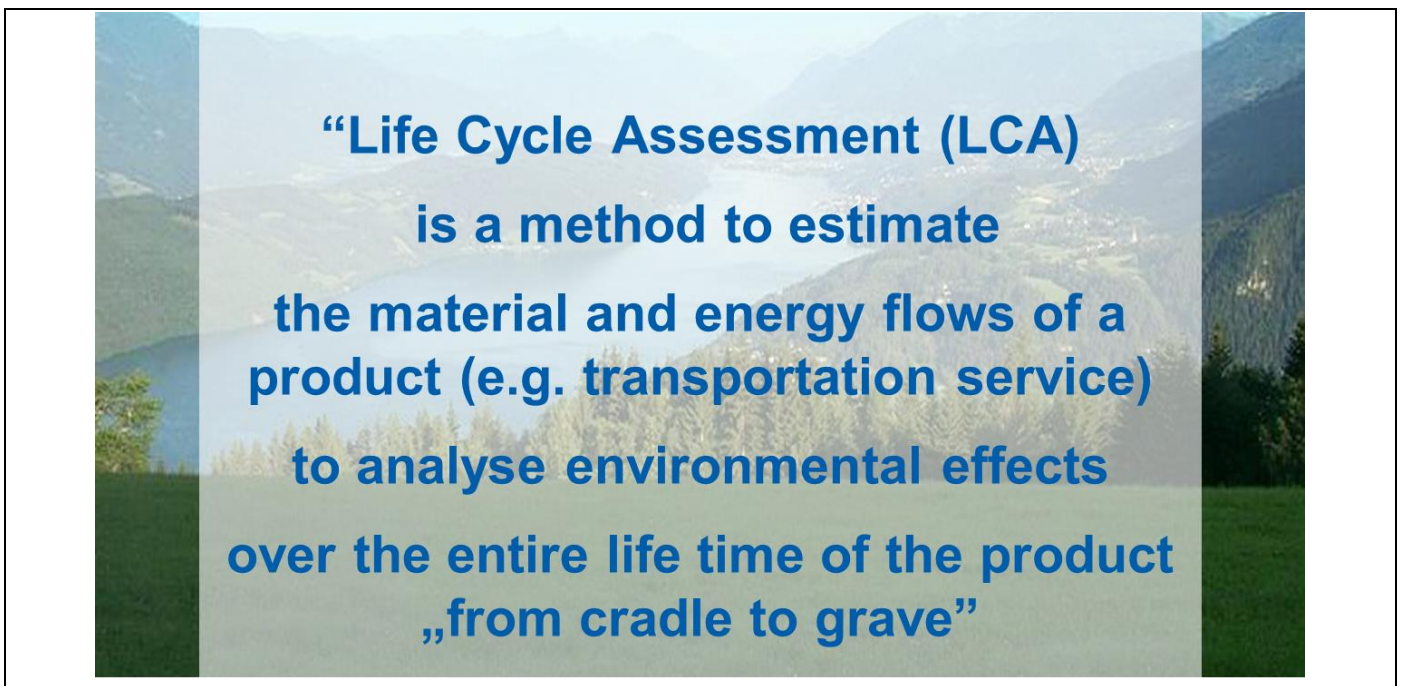 “Life Cycle Assessment (LCA)
is a method to estimate
the material and energy flows of a
product (e.g. transportation service)
to analyse environmental effects
over the entire life time of the product
„from cradle to grave”